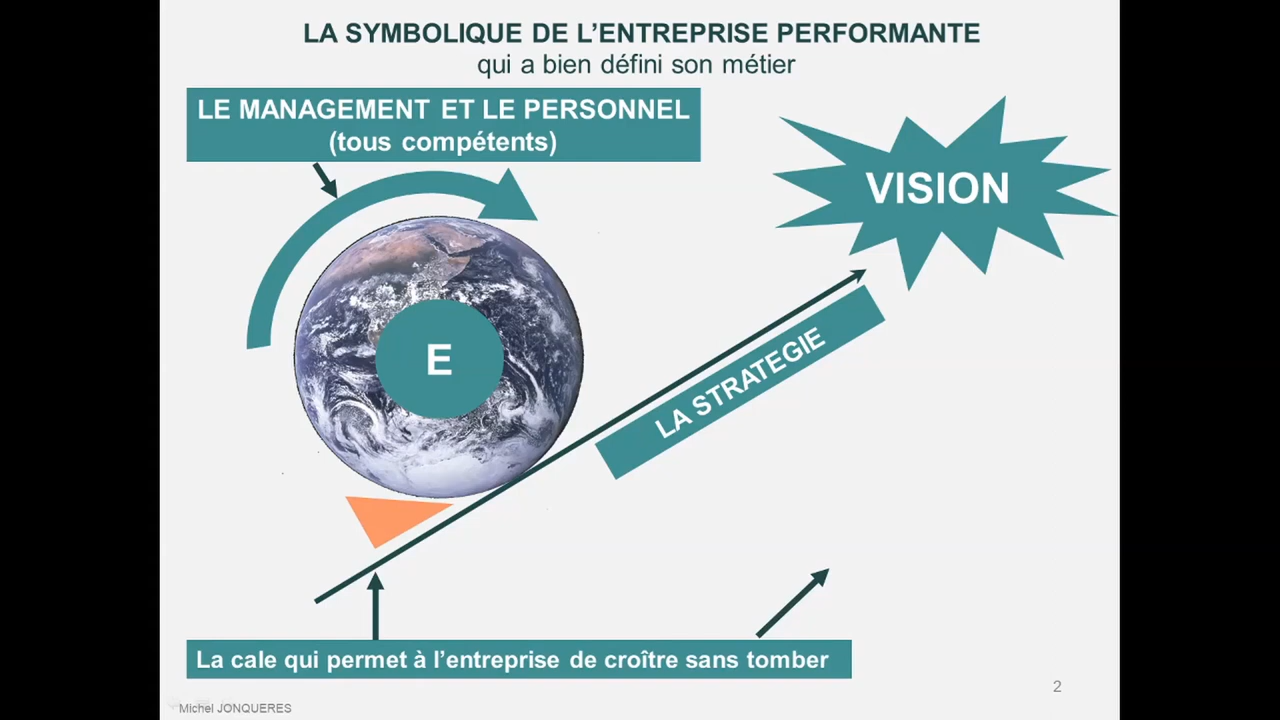 LA SYMBOLIQUE DE L’ENTREPRISE PERFORMANTE
qui a bien défini son métier
LE MANAGEMENT ET LE PERSONNEL
(tous compétents)
VISION
E
LA STRATEGIE
La cale qui permet à l’entreprise de croître sans tomber
2
Michel JONQUERES